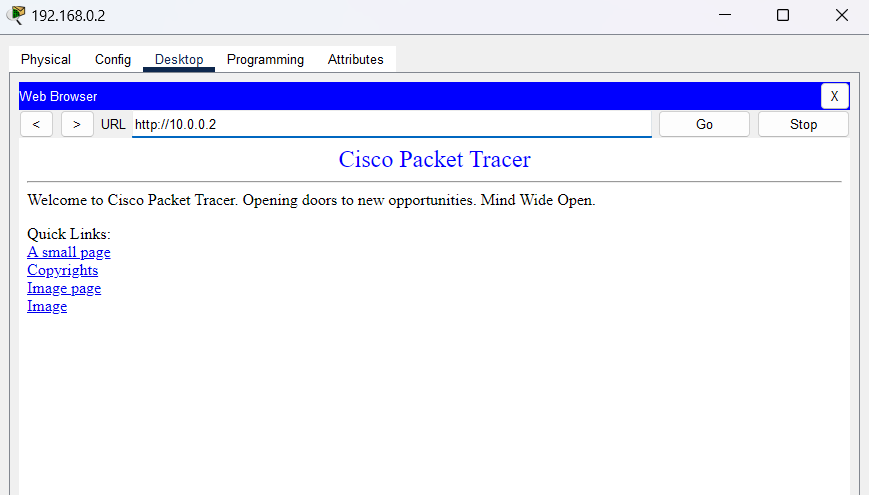 192.168.0.2
Physical Config Desktop Programming Attributes
Web Browser X
< > URL http://10.0.0.2 Go Stop
Cisco Packet Tracer
Welcome to Cisco Packet Tracer. Opening doors to new opportunities. Mind Wide Open.
Quick Links:
A small page
Copyrights
Image page
Image